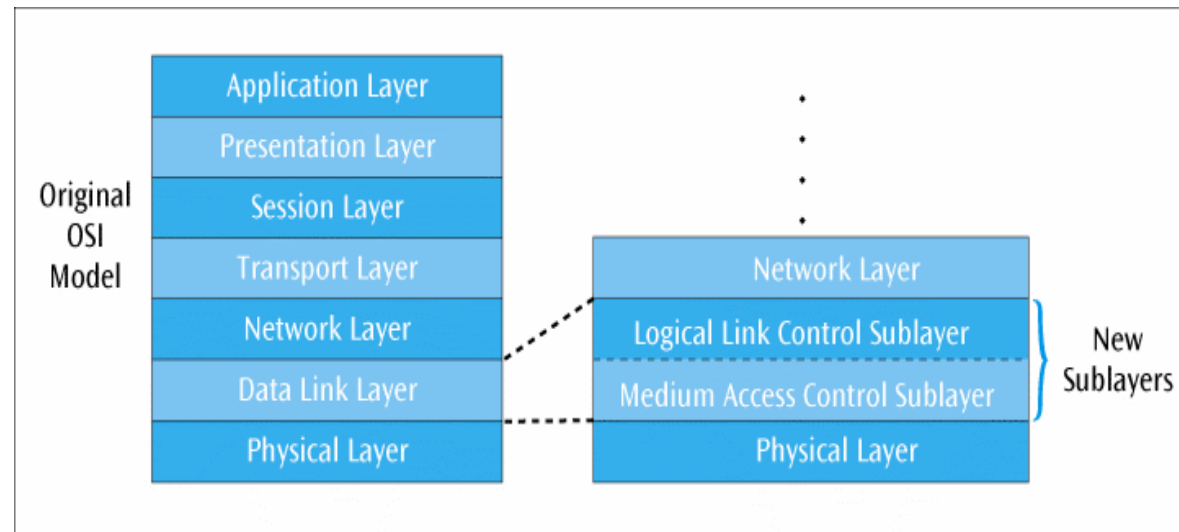 Original
OSI
Model
Application Layer
Presentation Layer
Session Layer
Transport Layer
Network Layer
Data Link Layer
Physical Layer
Network Layer
Logical Link Control Sublayer
Medium Access Control Sublayer
Physical Layer
New
Sublayers